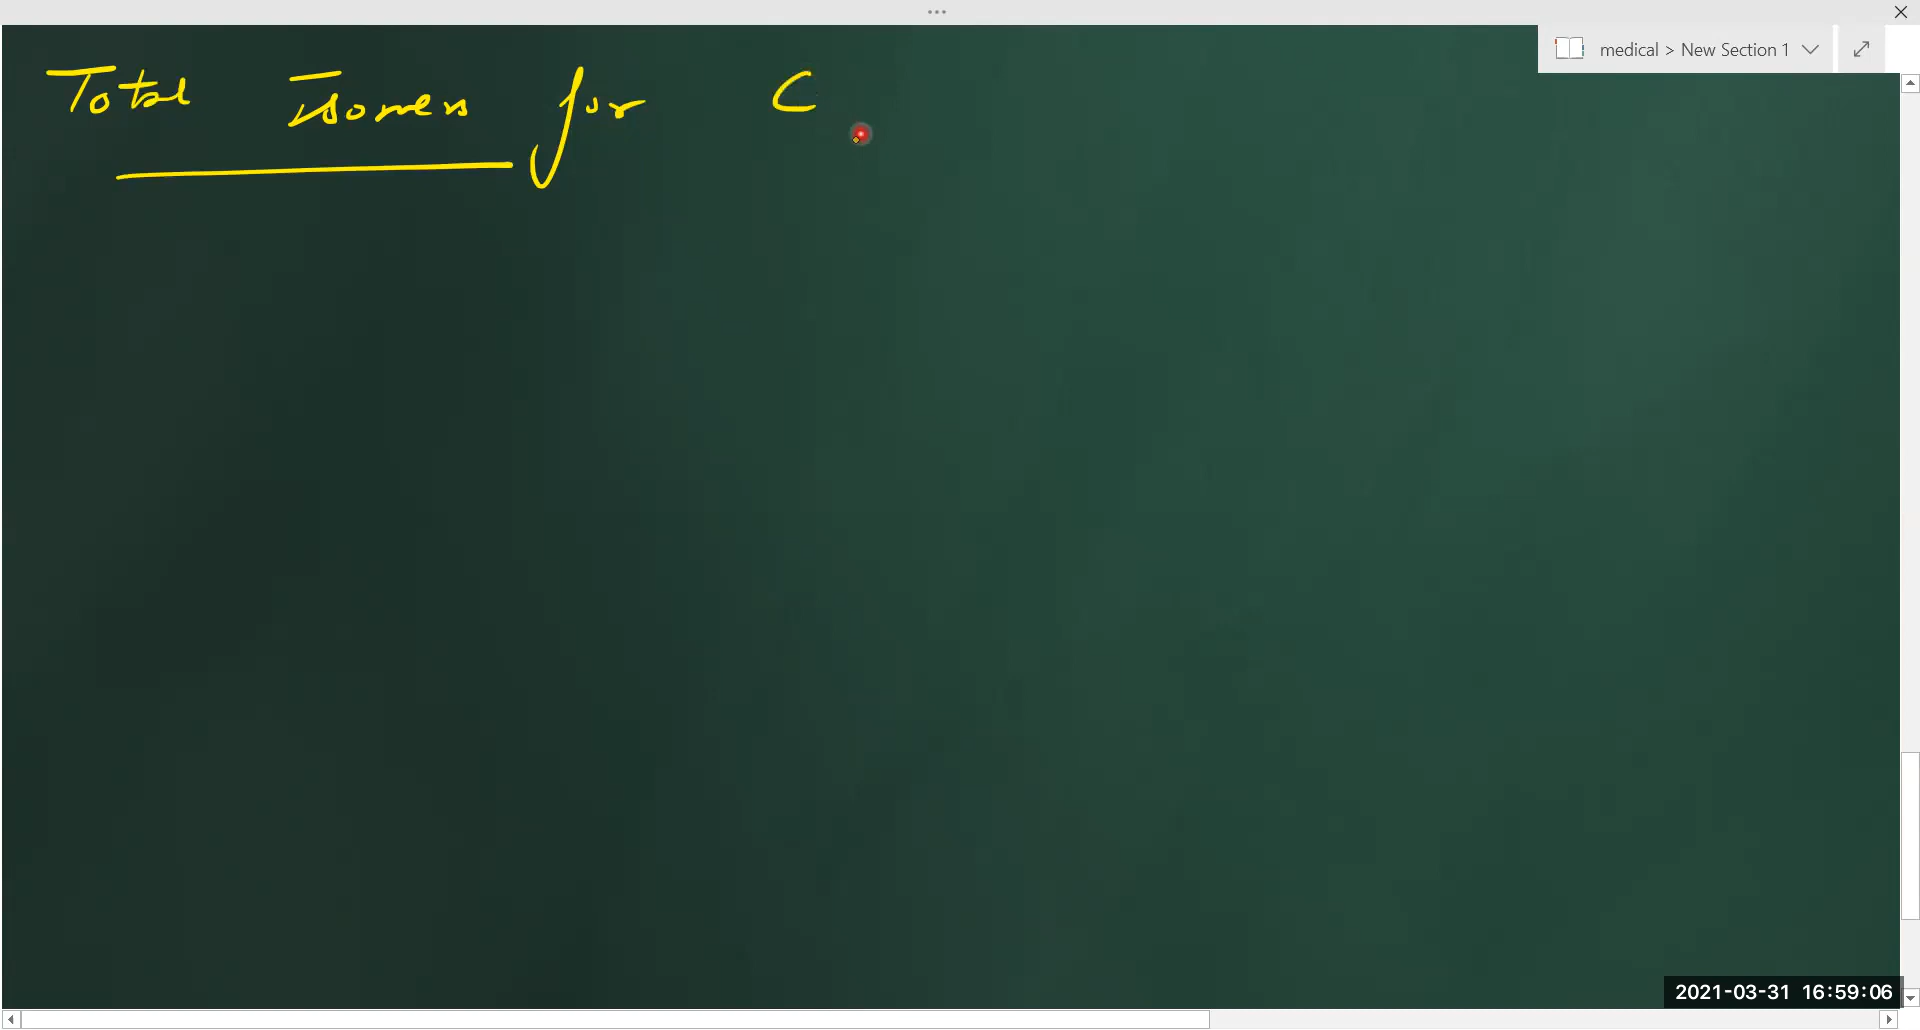 medical > New Section 1
Total Isomers for C
2021-03-31 16:59:06